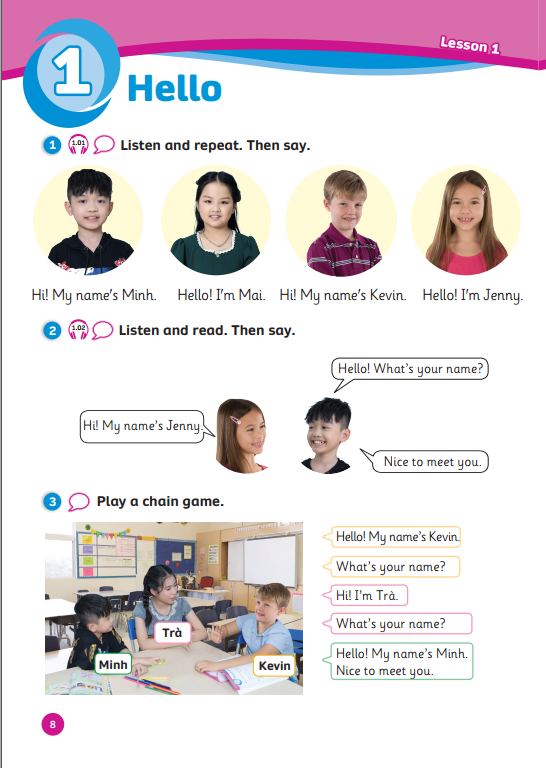 Lesson 1
1
Hello
1 1.01 Listen and repeat. Then say.
Hi! My name's Minh.
Hello! I'm Mai.
Hi! My name's Kevin.
Hello! I'm Jenny.
2 1.02 Listen and read. Then say.
Hello! What's your name?
Hi! My name's Jenny.
Nice to meet you.
3 Play a chain game.
Trà
Minh
Kevin
Hello! My name's Kevin.
What's your name?
Hi! I'm Trà.
What's your name?
Hello! My name's Minh.
Nice to meet you.
8